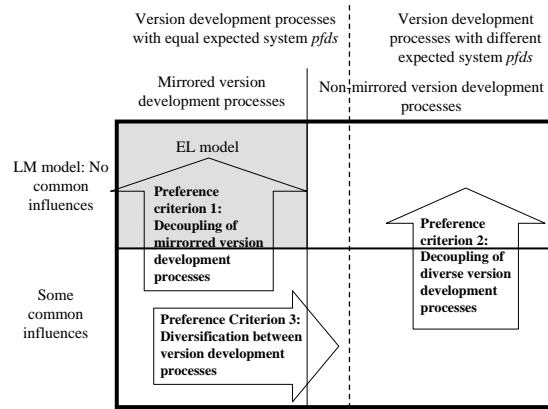 Version development processes
with equal expected system pfds
Version development
processes with different
expected system pfds
Mirrored version
development processes
Non-mirrored version development
processes
LM model: No
common
influences
EL model
Preference
criterion 1:
Decoupling of
mirrorred version
development
processes
Preference
criterion 2:
Decoupling of
diverse version
development
processes
Some
common
influences
Preference Criterion 3:
Diversification between
version development
processes